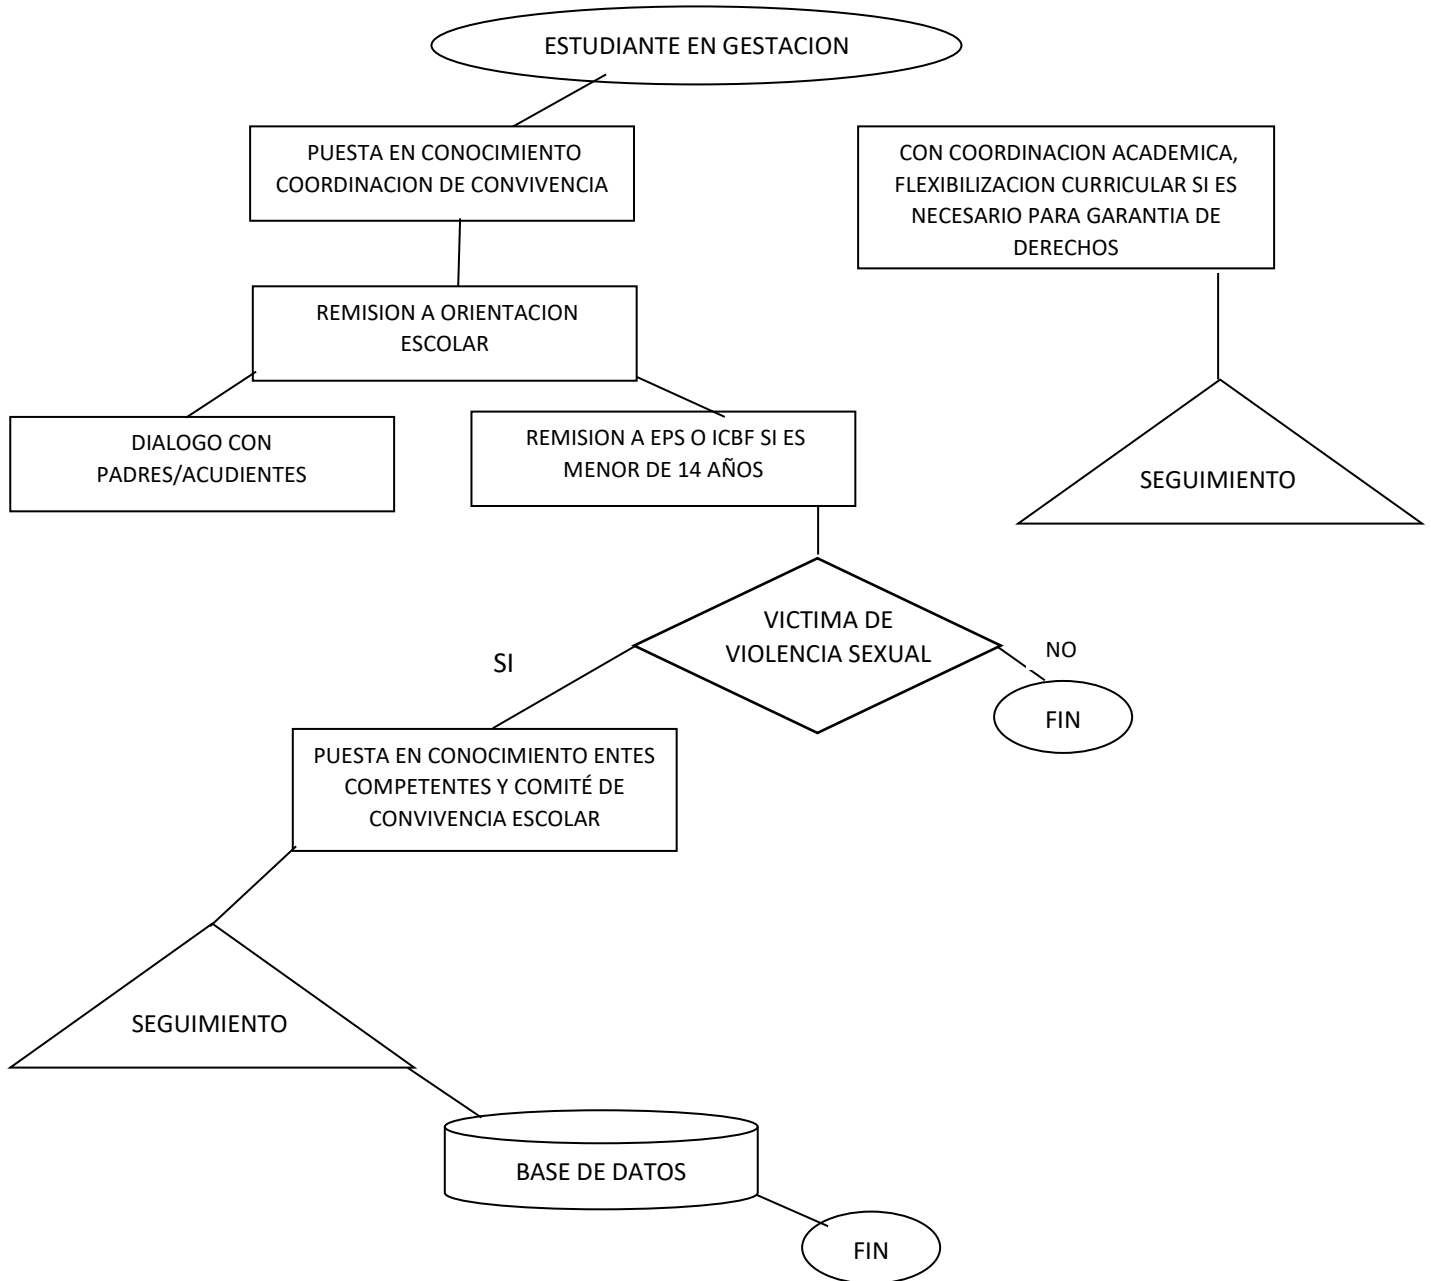 ESTUDIANTE EN GESTACION
PUESTA EN CONOCIMIENTO
COORDINACION DE CONVIVENCIA
CON COORDINACION ACADEMICA,
FLEXIBILIZACION CURRICULAR SI ES
NECESARIO PARA GARANTIA DE
DERECHOS
REMISION A ORIENTACION
ESCOLAR
DIALOGO CON
PADRES/ACUDIENTES
REMISION A EPS O ICBF SI ES
MENOR DE 14 AÑOS
SEGUIMIENTO
VICTIMA DE
VIOLENCIA SEXUAL
SI
NO
FIN
PUESTA EN CONOCIMIENTO ENTES
COMPETENTES Y COMITÉ DE
CONVIVENCIA ESCOLAR
SEGUIMIENTO
BASE DE DATOS
FIN